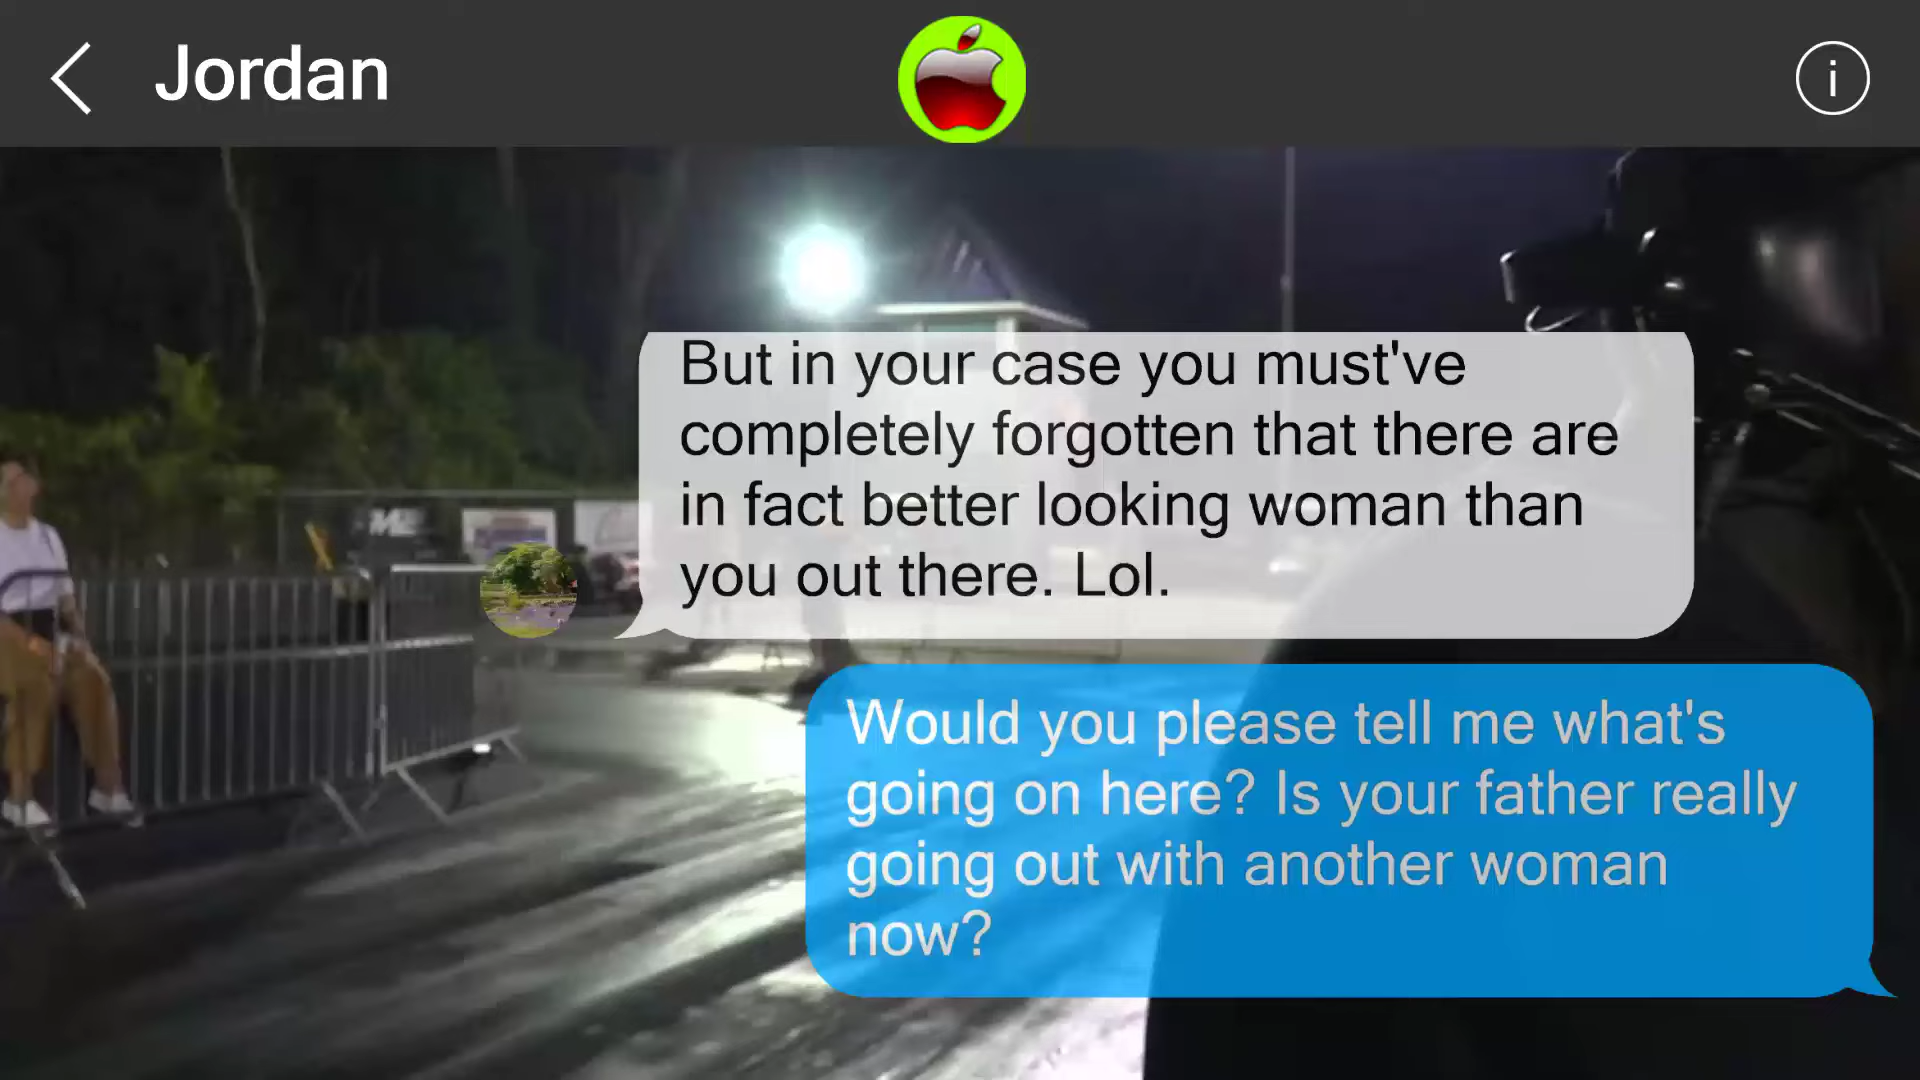 Jordan
i
But in your case you must've
completely forgotten that there are
in fact better looking woman than
you out there. Lol.
Would you please tell me what's
going on here? Is your father really
going out with another woman
now?